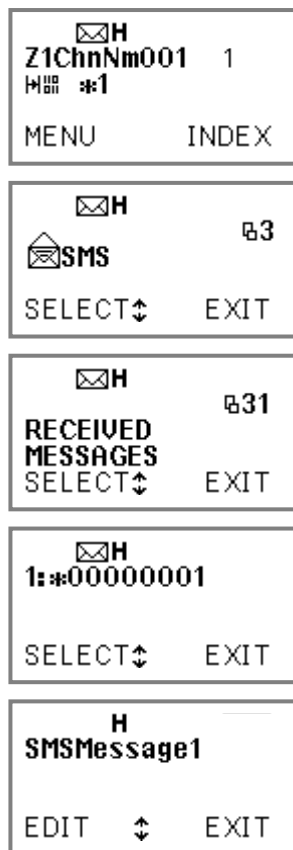 H
Z1ChnNm001 1
*1
MENU INDEX
H
3
SMS
SELECT EXIT
H
31
RECEIVED
MESSAGES
SELECT EXIT
H
1:*00000001
SELECT EXIT
H
SMSMessage1
EDIT EXIT